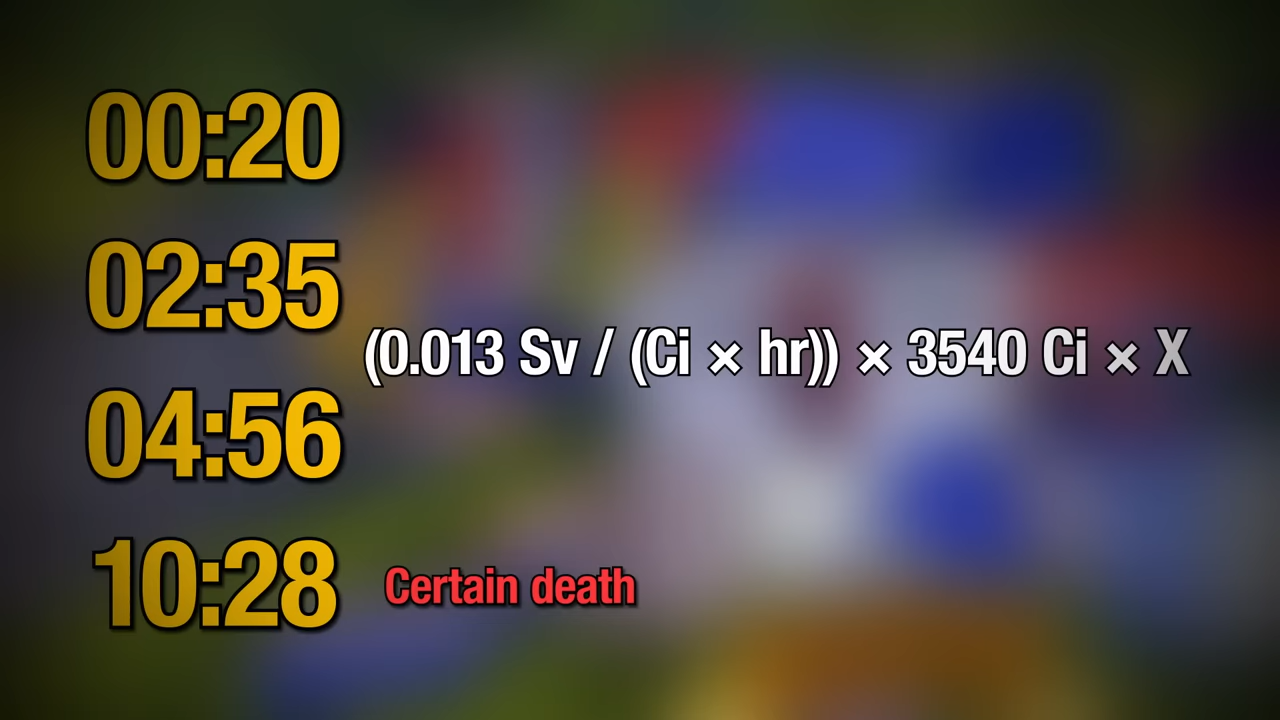 00:20
02:35
(0.013 Sv / (Ci × hr)) × 3540 Ci × X
04:56
10:28 Certain death